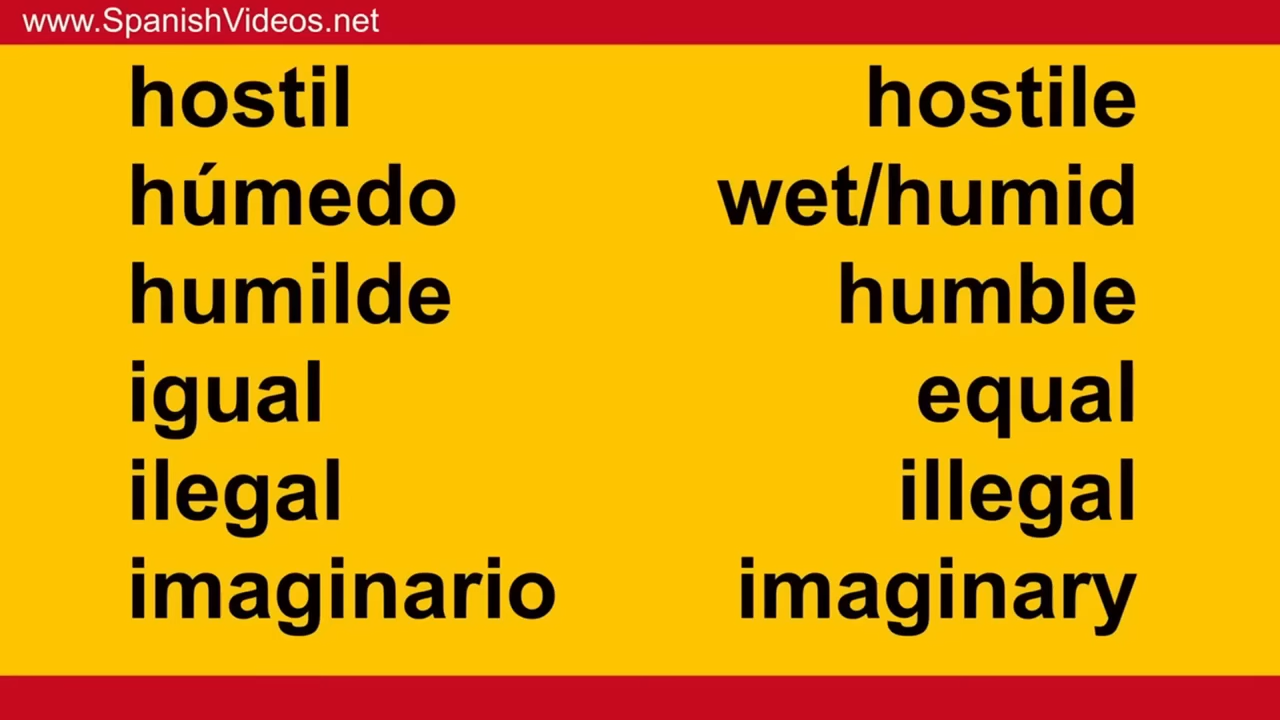 www.SpanishVideos.net
hostil hostile
húmedo wet/humid
humilde humble
igual equal
ilegal illegal
imaginario imaginary